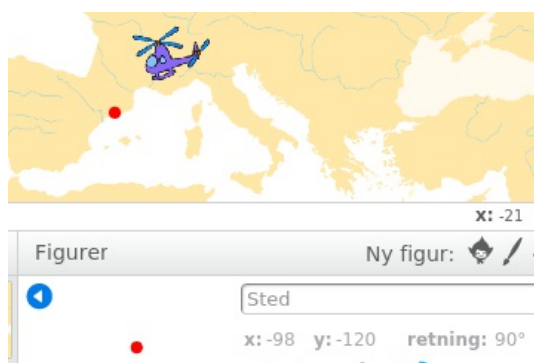 x: -21
Figurer
Ny figur:
Sted
x: -98 y: -120 retning: 90°